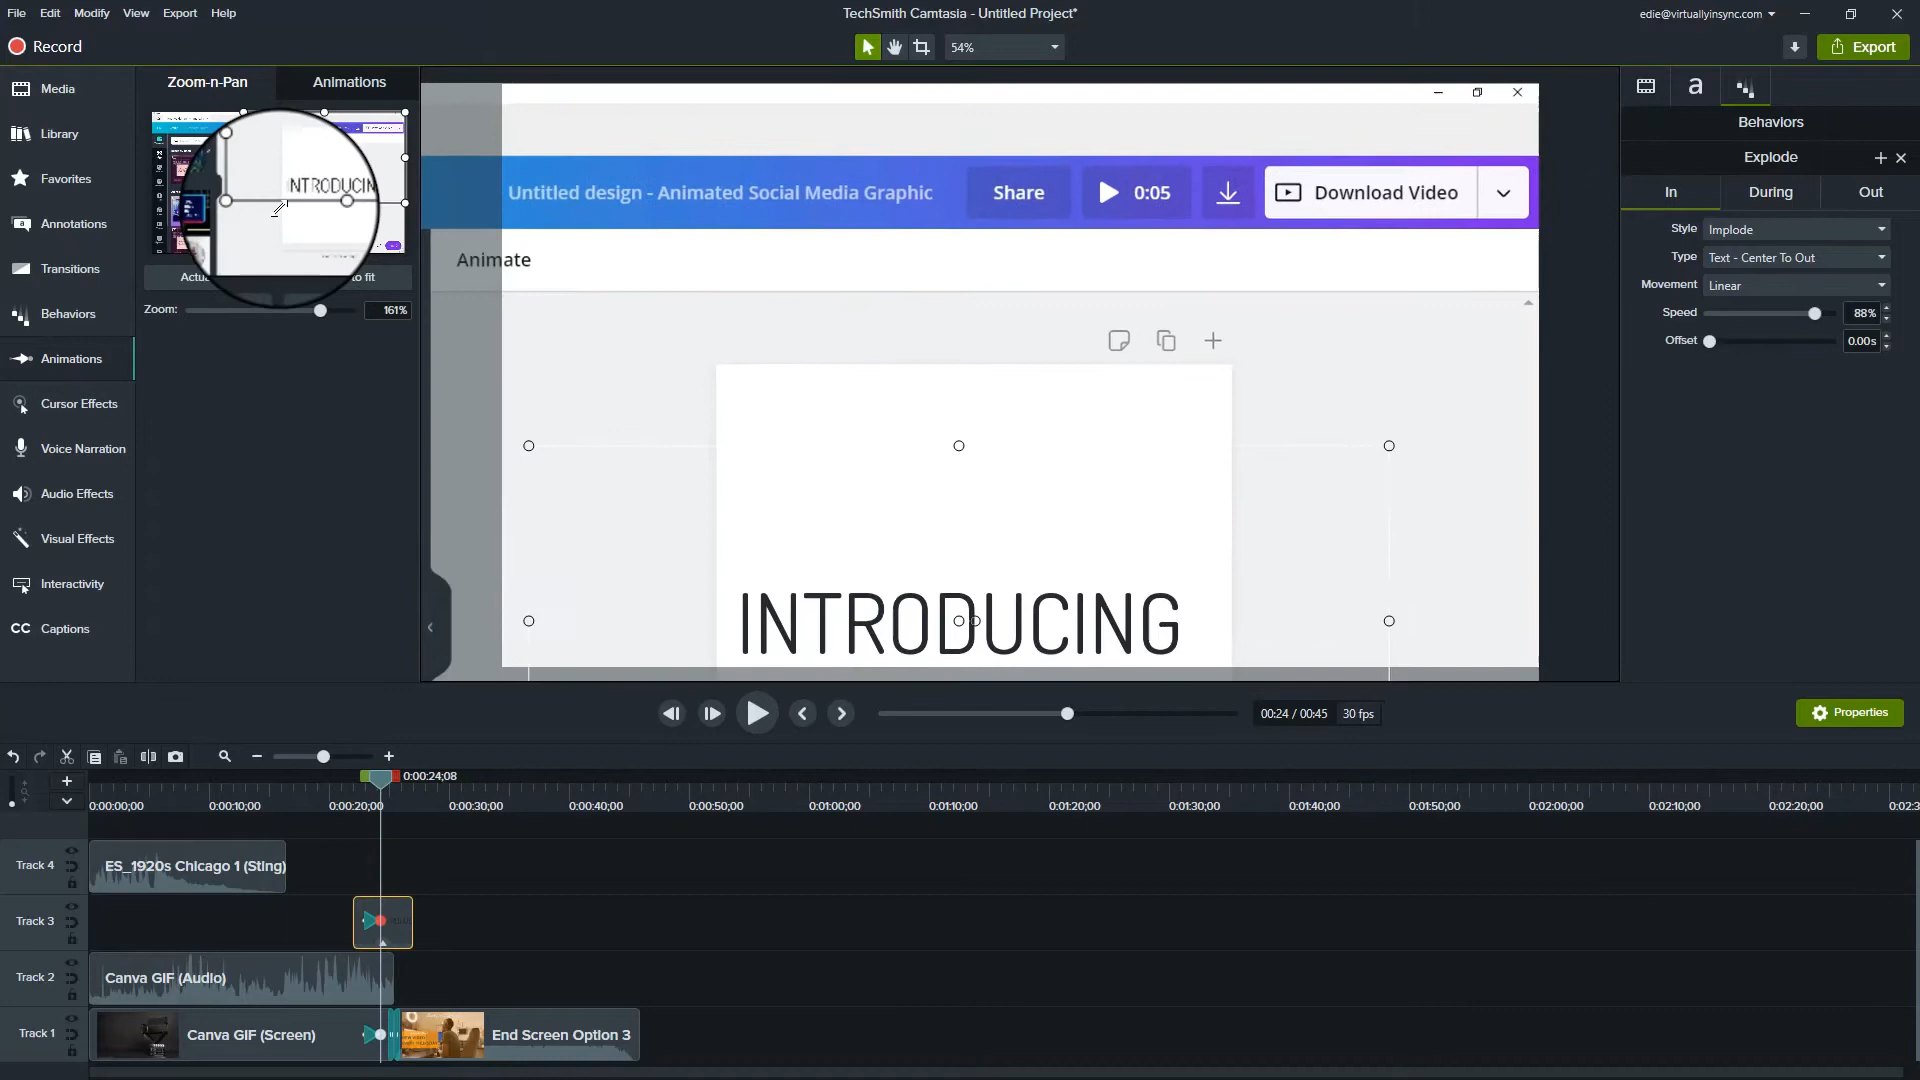 File Edit Modify View Export Help
TechSmith Camtasia - Untitled Project*
edie@virtuallyinsync.com
Record
54%
Export
Media
Library
Favorites
Annotations
Transitions
Behaviors
Animations
Cursor Effects
Voice Narration
Audio Effects
Visual Effects
Interactivity
CC Captions
Zoom-n-Pan Animations
INTRODUCIN
Actu
to fit
Zoom: 161%
Untitled design - Animated Social Media Graphic Share 0:05 Download Video
Animate
INTRODUCING
a
Behaviors
Explode
In During Out
Style Implode
Type Text - Center To Out
Movement Linear
Speed 88%
Offset 0.00s
00:24 / 00:45 30 fps
Properties
0:00:24;08
0:00:00;00 0:00:10;00 0:00:20;00 0:00:30;00 0:00:40;00 0:00:50;00 0:01:00;00 0:01:10;00 0:01:20;00 0:01:30;00 0:01:40;00 0:01:50;00 0:02:00;00 0:02:10;00 0:02:20;00 0:02:3
Track 4 ES_1920s Chicago 1 (Sting)
Track 3
Track 2 Canva GIF (Audio)
Track 1 Canva GIF (Screen) End Screen Option 3